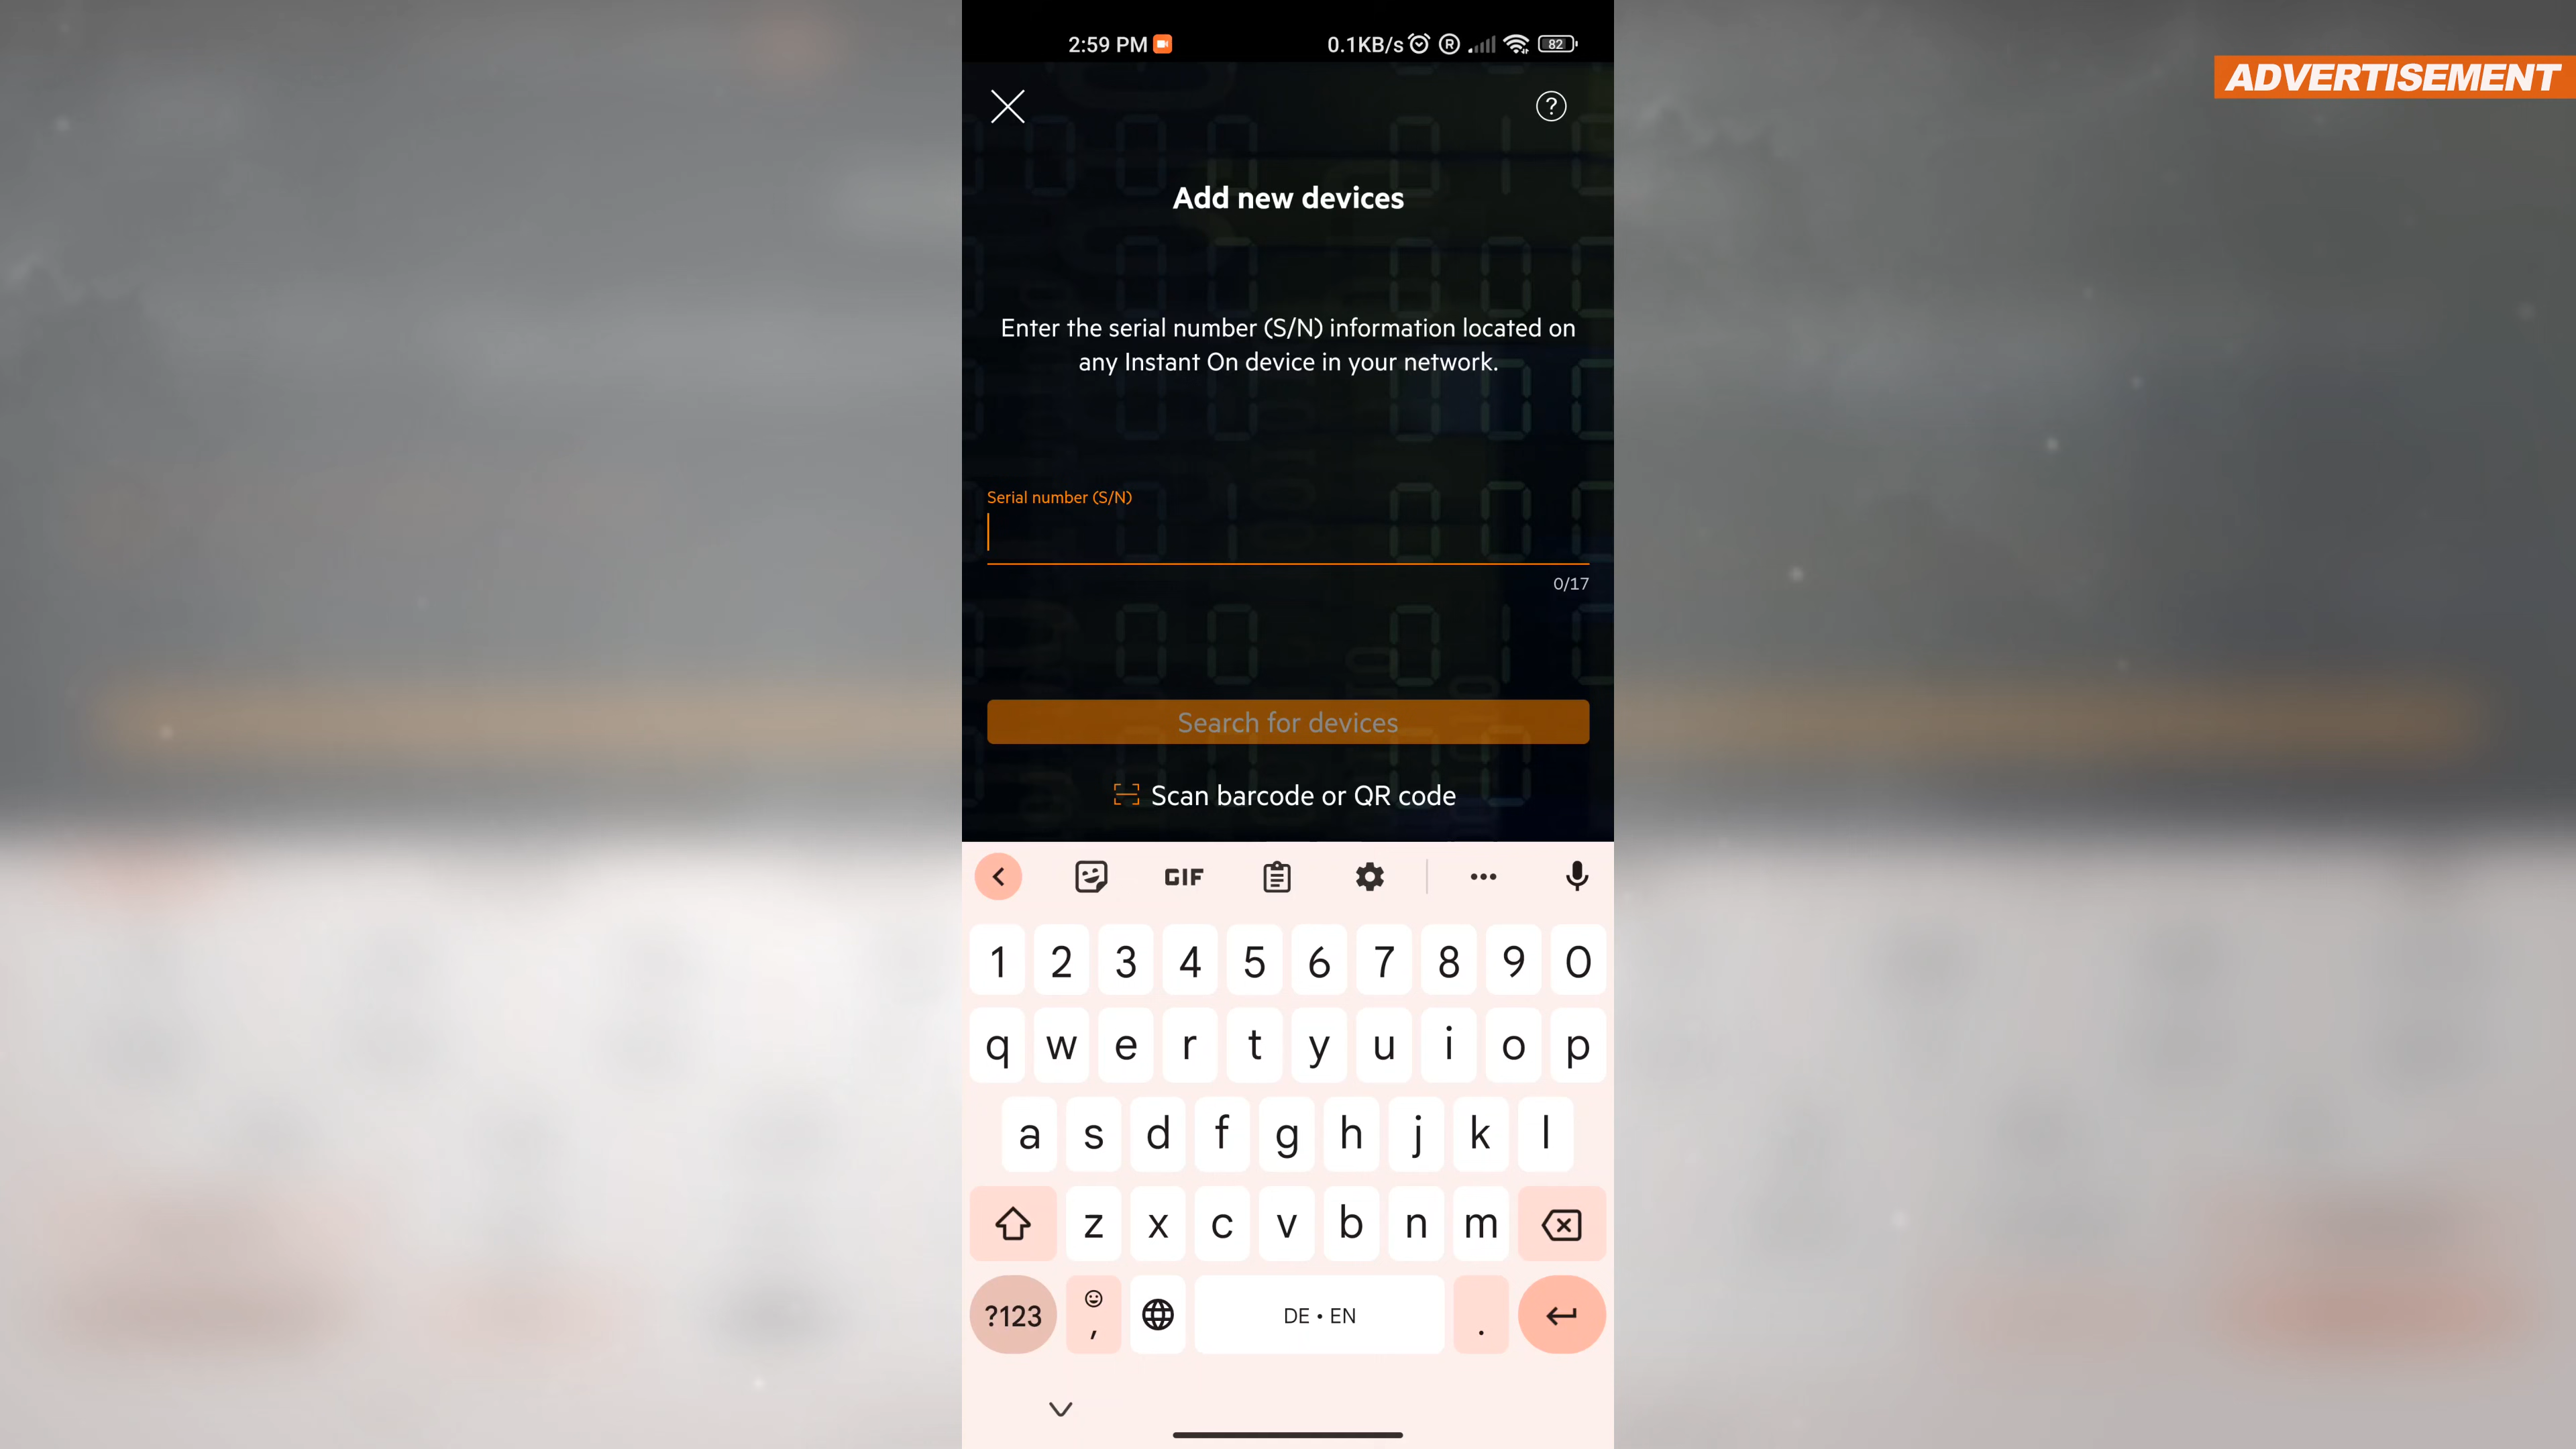 2:59 PM 0.1KB/s R 82
ADVERTISEMENT
?
Add new devices
Enter the serial number (S/N) information located on
any Instant On device in your network.
Serial number (S/N)
0/17
Search for devices
Scan barcode or QR code
GIF
1 2 3 4 5 6 7 8 9 0
q w e r t y u i o p
a s d f g h j k l
z x c v b n m
?123 , DE • EN .